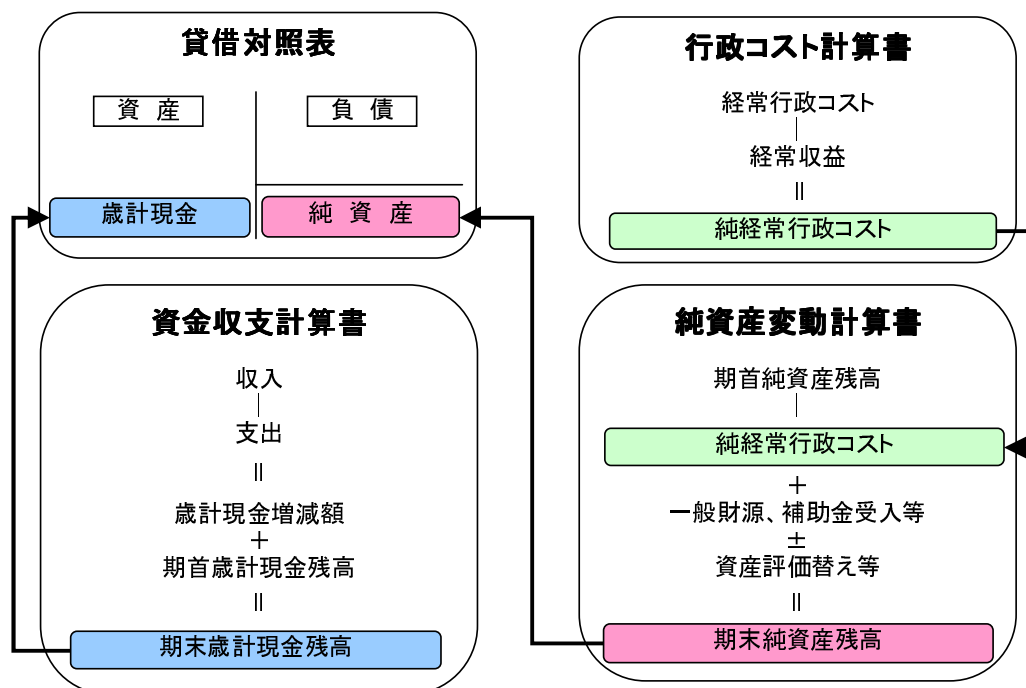 貸借対照表
資 産
負 債
歳計現金
純 資 産
行政コスト計算書
経常行政コスト
｜
経常収益
||
純経常行政コスト
資金収支計算書
収入
｜
支出
||
歳計現金増減額
＋
期首歳計現金残高
||
期末歳計現金残高
純資産変動計算書
期首純資産残高
｜
純経常行政コスト
＋
一般財源、補助金受入等
±
資産評価替え等
||
期末純資産残高